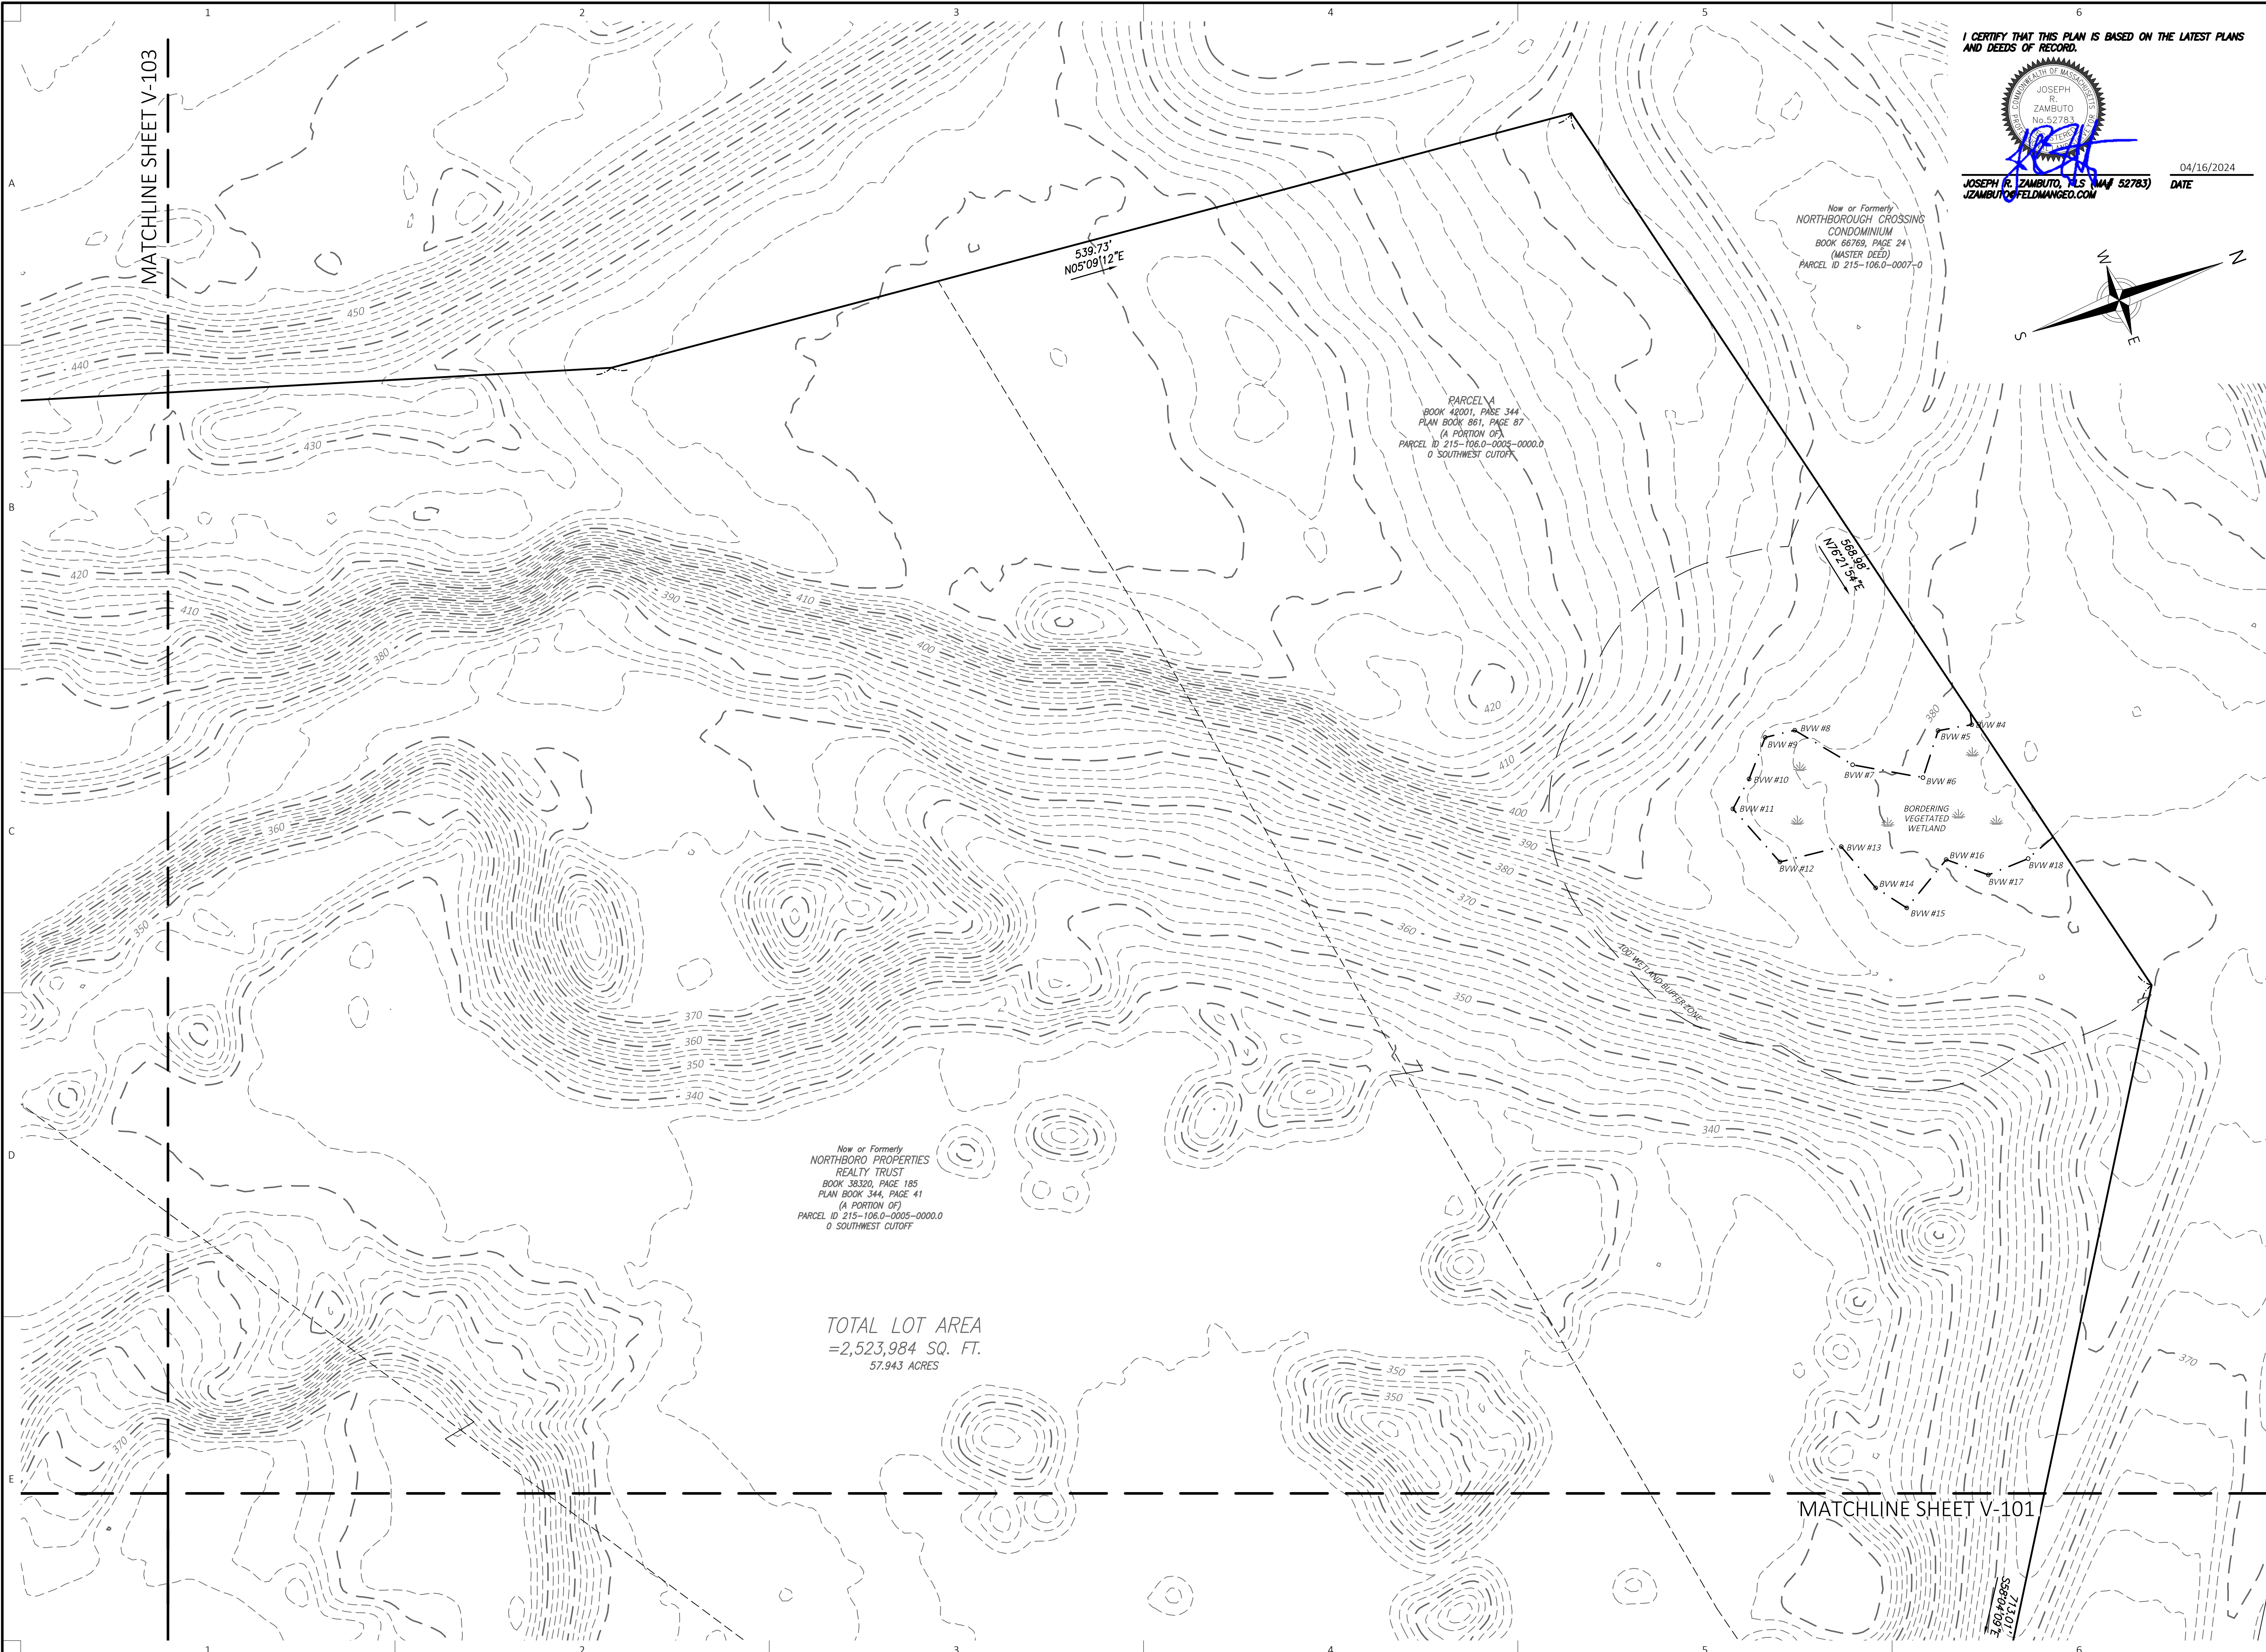 1 2 3 4 5 6
MATCHLINE SHEET V-103
I CERTIFY THAT THIS PLAN IS BASED ON THE LATEST PLANS
AND DEEDS OF RECORD.
COMMONWEALTH OF MASSACHUSETTS
JOSEPH
R.
ZAMBUTO
No.52783
04/16/2024
JOSEPH R. ZAMBUTO, PLS (MA# 52783) DATE
JZAMBUTO@FELDMANGEO.COM
W
N
S
E
A
Now or Formerly
NORTHBOROUGH CROSSING
CONDOMINIUM
BOOK 66769, PAGE 24
(MASTER DEED)
PARCEL ID 215-106.0-0007-0
539.73'
N05°09'12"E
450
440
430
PARCEL A
BOOK 42001, PAGE 344
PLAN BOOK 861, PAGE 87
(A PORTION OF)
PARCEL ID 215-106.0-0005-0000.0
0 SOUTHWEST CUTOFF
B
568.98'
N76°21'54"E
420
410
390
410
380
400
420
380
410
400
390
380
370
360
350
BVW #4
BVW #5
BVW #6
BVW #7
BVW #8
BVW #9
BVW #10
BVW #11
BVW #12
BVW #13
BVW #14
BVW #15
BVW #16
BVW #17
BVW #18
BORDERING
VEGETATED
WETLAND
C
360
350
100' WETLAND BUFFER ZONE
370
360
350
340
340
D
Now or Formerly
NORTHBORO PROPERTIES
REALTY TRUST
BOOK 38320, PAGE 185
PLAN BOOK 344, PAGE 41
(A PORTION OF)
PARCEL ID 215-106.0-0005-0000.0
0 SOUTHWEST CUTOFF
TOTAL LOT AREA
=2,523,984 SQ. FT.
57.943 ACRES
350
350
370
370
E
MATCHLINE SHEET V-101
713.01'
S58°04'09"E
1 2 3 4 5 6